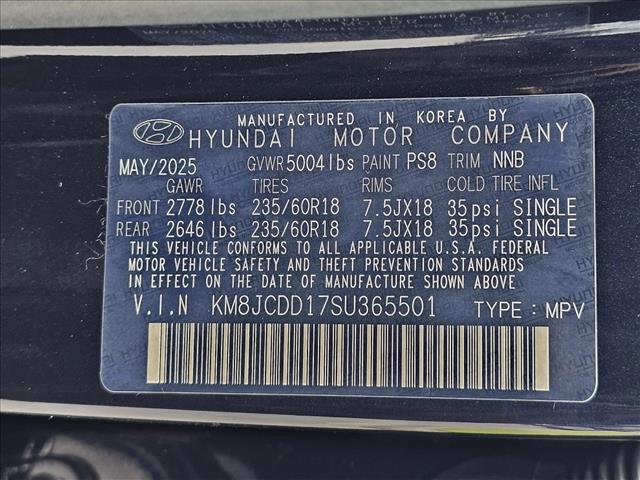 MANUFACTURED IN KOREA BY
HYUNDAI MOTOR COMPANY
MAY/2025 GVWR 5004lbs PAINT PS8 TRIM NNB
GAWR TIRES RIMS COLD TIRE INFL
FRONT 2778 lbs 235/60R18 7.5JX18 35psi SINGLE
REAR 2646 lbs 235/60R18 7.5JX18 35psi SINGLE
THIS VEHICLE CONFORMS TO ALL APPLICABLE U.S.A. FEDERAL
MOTOR VEHICLE SAFETY AND THEFT PREVENTION STANDARDS
IN EFFECT ON THE DATE OF MANUFACTURE SHOWN ABOVE.
V.I.N KM8JCDD17SU365501 TYPE : MPV